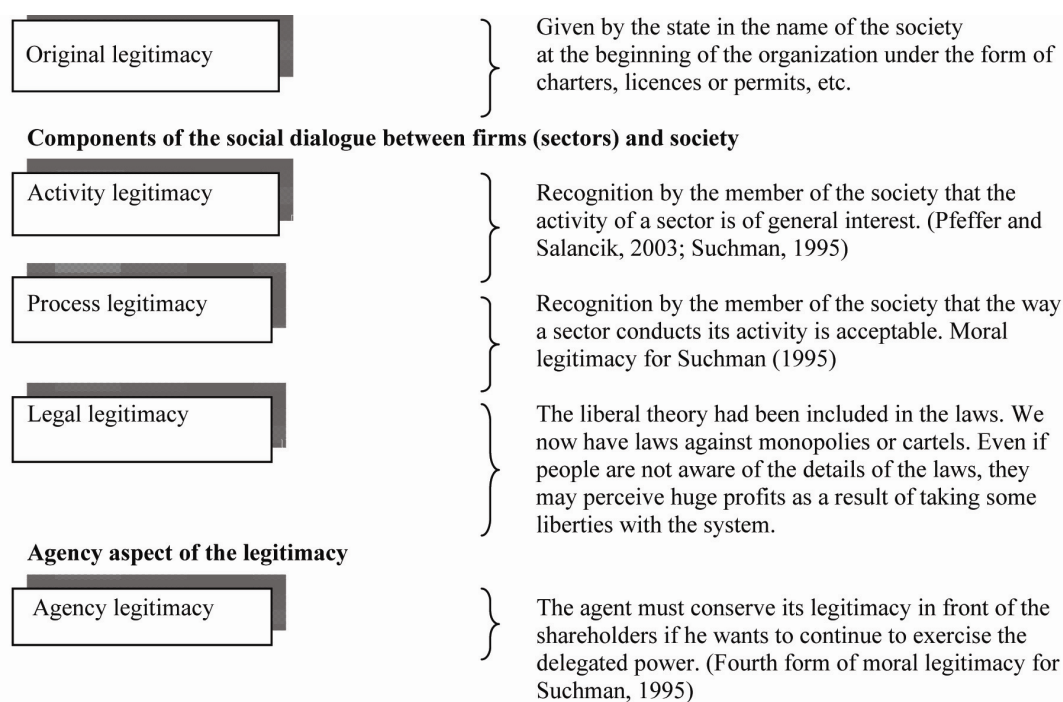 Original legitimacy
Given by the state in the name of the society
at the beginning of the organization under the form of
charters, licences or permits, etc.
Components of the social dialogue between firms (sectors) and society
Activity legitimacy
Recognition by the member of the society that the
activity of a sector is of general interest. (Pfeffer and
Salancik, 2003; Suchman, 1995)
Process legitimacy
Recognition by the member of the society that the way
a sector conducts its activity is acceptable. Moral
legitimacy for Suchman (1995)
Legal legitimacy
The liberal theory had been included in the laws. We
now have laws against monopolies or cartels. Even if
people are not aware of the details of the laws, they
may perceive huge profits as a result of taking some
liberties with the system.
Agency aspect of the legitimacy
Agency legitimacy
The agent must conserve its legitimacy in front of the
shareholders if he wants to continue to exercise the
delegated power. (Fourth form of moral legitimacy for
Suchman, 1995)